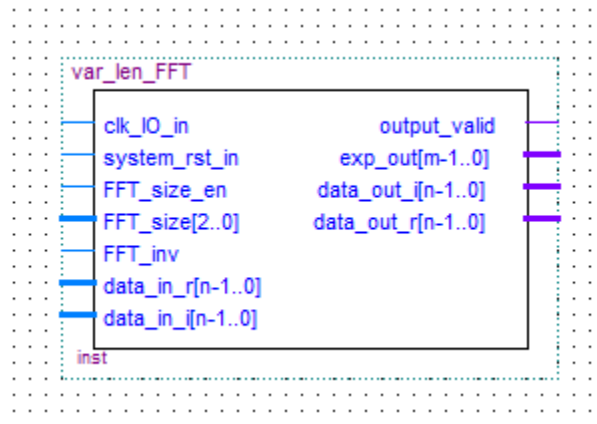 var_len_FFT
clk_IO_in output_valid
system_rst_in exp_out[m-1..0]
FFT_size_en data_out_i[n-1..0]
FFT_size[2..0] data_out_r[n-1..0]
FFT_inv
data_in_r[n-1..0]
data_in_i[n-1..0]
inst